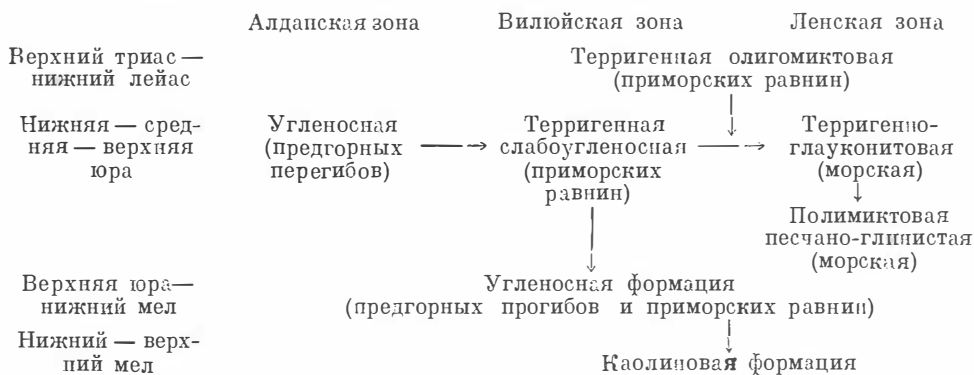 Алданская зона Вилюйская зона Ленская зона
Верхний триас — Терригенная олигомиктовая
нижний лейас (приморских равнин)
Нижняя — сред- Угленосная Терригенная Терригенно-
няя — верхняя (предгорных слабоугленосная глауконитовая
юра перегибов) (приморских (морская)
равнин)
Полимиктовая
песчано-глинистая
(морская)
Верхняя юра — Угленосная формация
нижний мел (предгорных прогибов и приморских равнин)
Нижний — верх-
ний мел Каолиновая формация